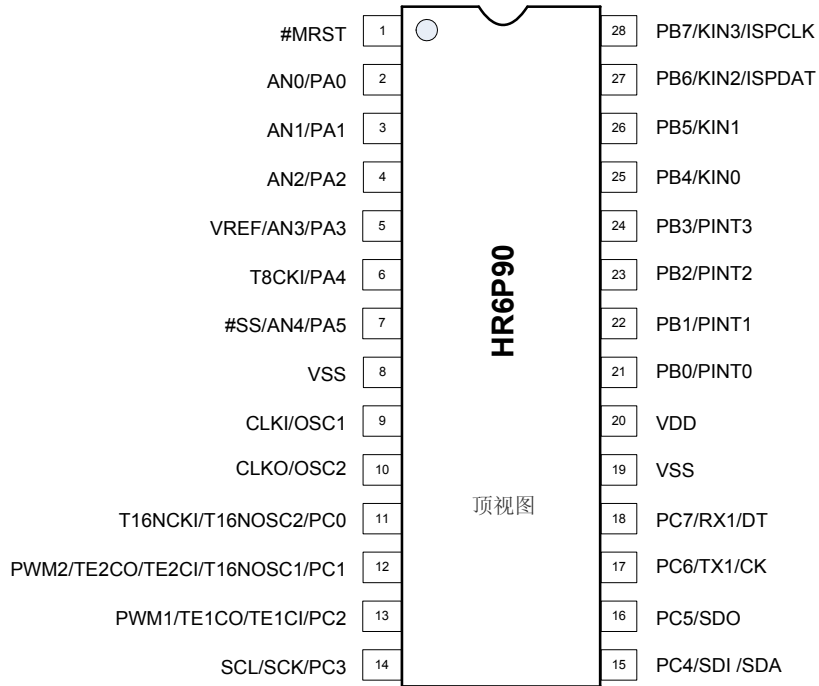 #MRST 1 28 PB7/KIN3/ISPCLK
AN0/PA0 2 27 PB6/KIN2/ISPDAT
AN1/PA1 3 26 PB5/KIN1
AN2/PA2 4 25 PB4/KIN0
VREF/AN3/PA3 5 24 PB3/PINT3
T8CKI/PA4 6 23 PB2/PINT2
#SS/AN4/PA5 7 22 PB1/PINT1
VSS 8 21 PB0/PINT0
CLKI/OSC1 9 20 VDD
CLKO/OSC2 10 19 VSS
T16NCKI/T16NOSC2/PC0 11 18 PC7/RX1/DT
PWM2/TE2CO/TE2CI/T16NOSC1/PC1 12 17 PC6/TX1/CK
PWM1/TE1CO/TE1CI/PC2 13 16 PC5/SDO
SCL/SCK/PC3 14 15 PC4/SDI /SDA
HR6P90
顶视图